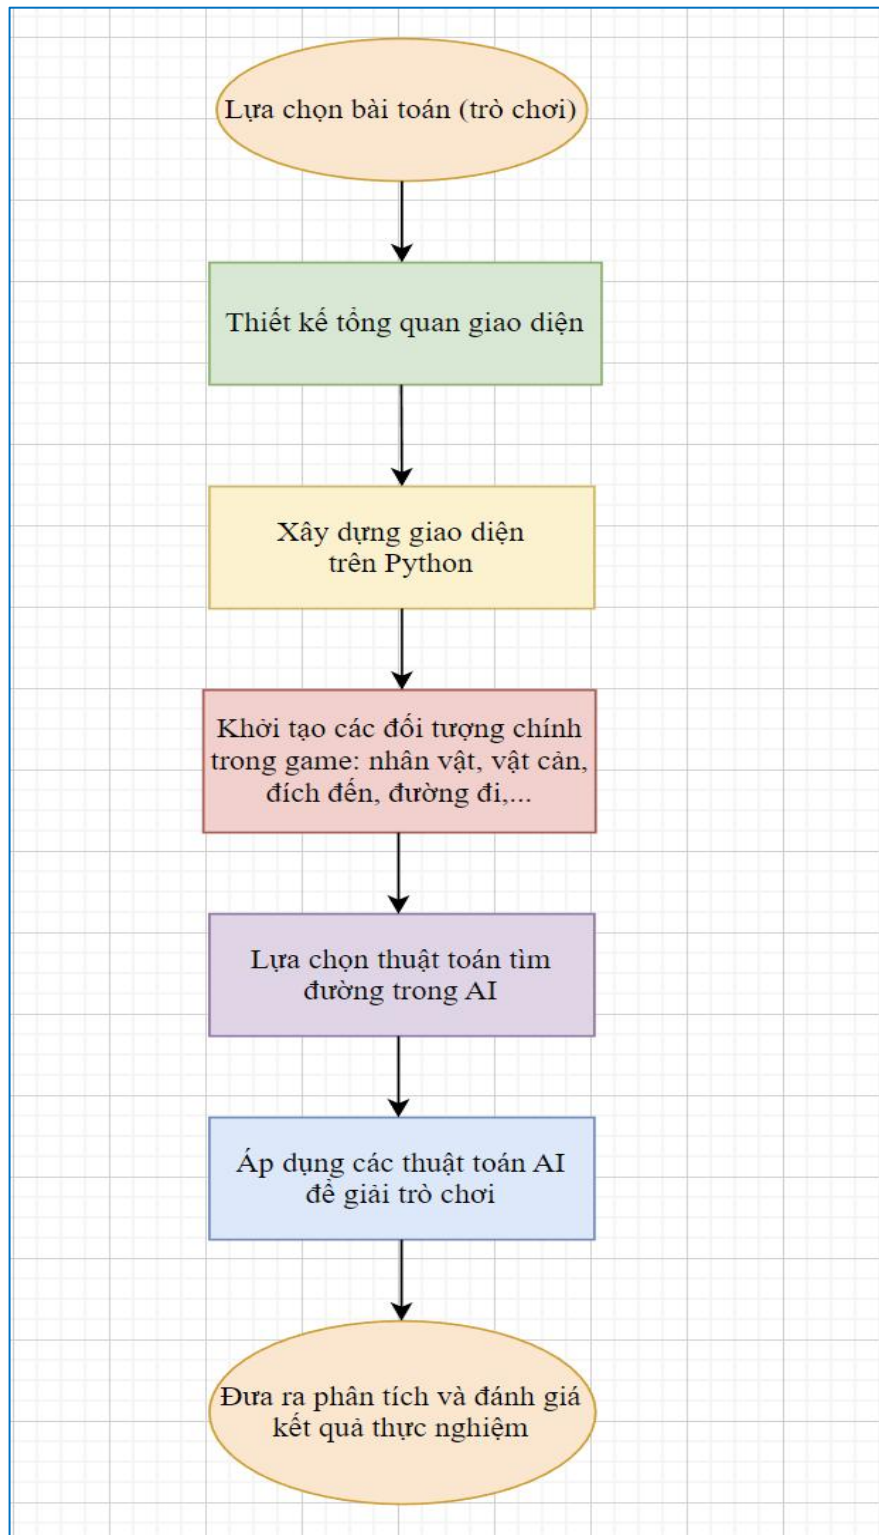 Lựa chọn bài toán (trò chơi)
Thiết kế tổng quan giao diện
Xây dựng giao diện
trên Python
Khởi tạo các đối tượng chính
trong game: nhân vật, vật cản,
đích đến, đường đi,...
Lựa chọn thuật toán tìm
đường trong AI
Áp dụng các thuật toán AI
để giải trò chơi
Đưa ra phân tích và đánh giá
kết quả thực nghiệm